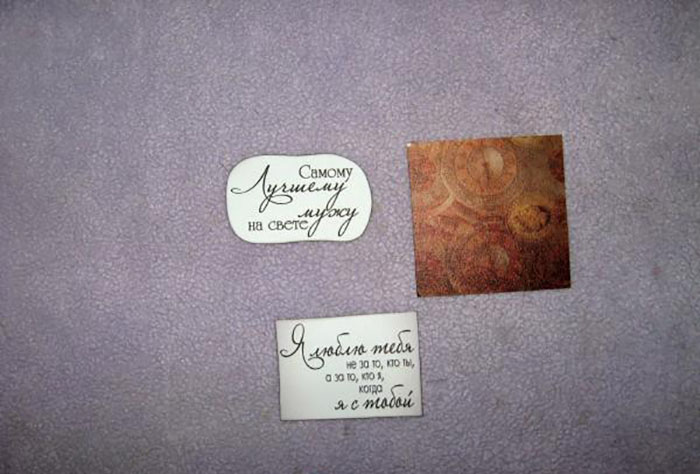 Самому
Лучшему
мужу
на свете
Я люблю тебя
не за то, кто ты,
а за то, кто я,
когда
я с тобой